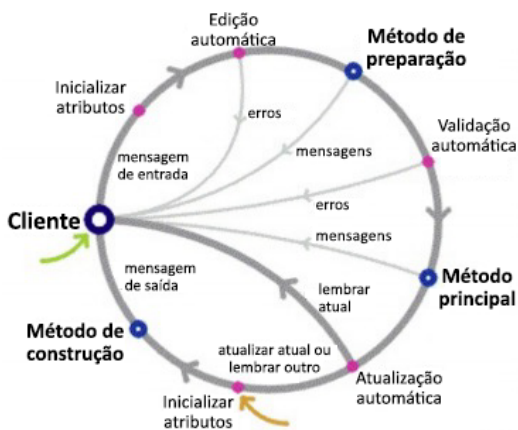 Edição
automática
Método de
preparação
Inicializar
atributos
erros
Validação
automática
mensagens
mensagem
de entrada
erros
Cliente
mensagens
mensagem
de saída
lembrar
atual
Método
principal
Método de
construção
atualizar atual ou
lembrar outro
Atualização
automática
Inicializar
atributos